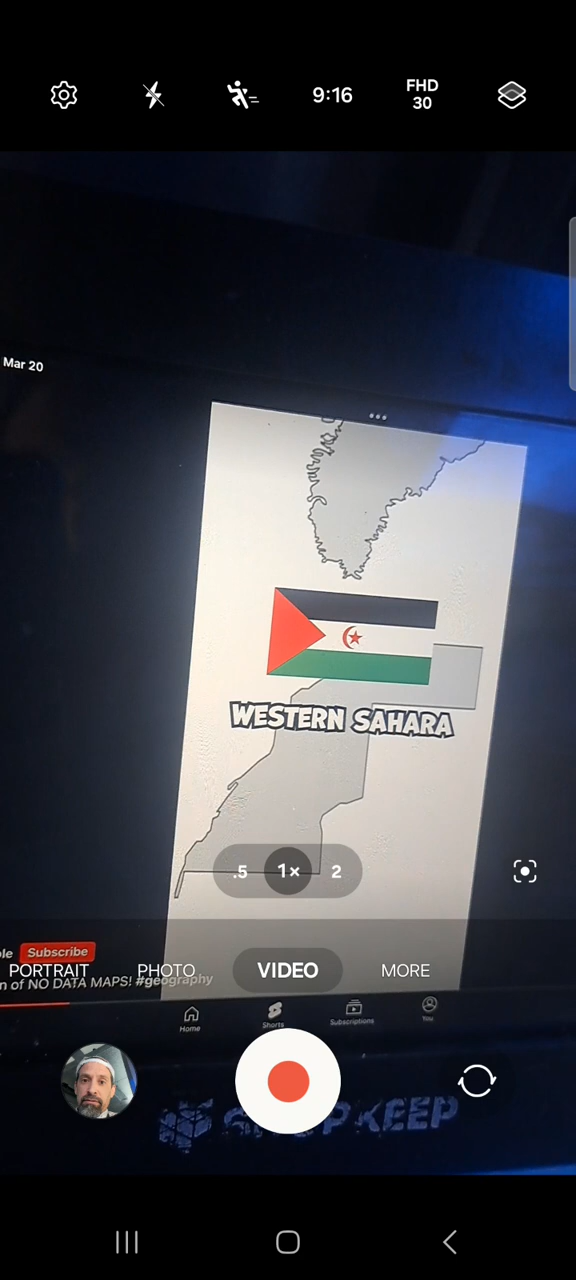 9:16
FHD
30
Mar 20
WESTERN SAHARA
.5 1× 2
Subscribe
PORTRAIT PHOTO VIDEO MORE
n of NO DATA MAPS! #geography
Home Shorts Subscriptions You
SHOPKEEP